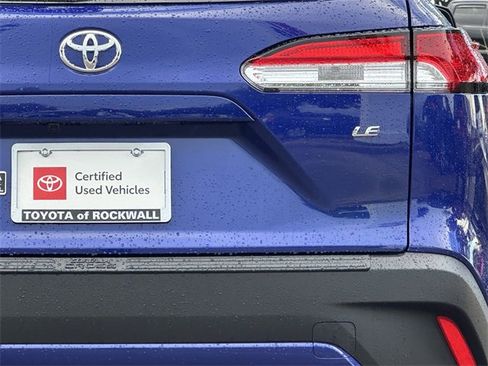 LE
Certified
Used Vehicles
TOYOTA of ROCKWALL